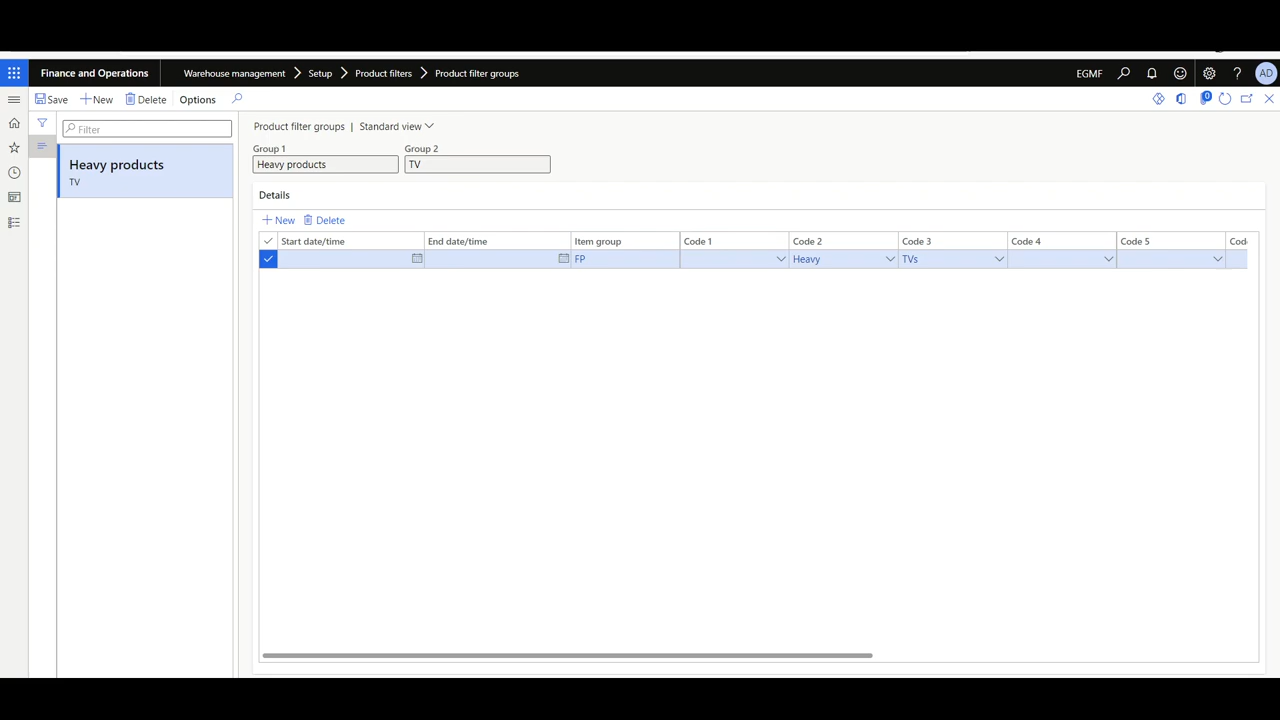 Finance and Operations
Warehouse management Setup Product filters Product filter groups
EGMF
? AD
Save New Delete Options
0
Filter
Heavy products
TV
Product filter groups | Standard view
Group 1 Group 2
Heavy products TV
Details
New Delete
Start date/time End date/time Item group Code 1 Code 2 Code 3 Code 4 Code 5
FP Heavy TVs